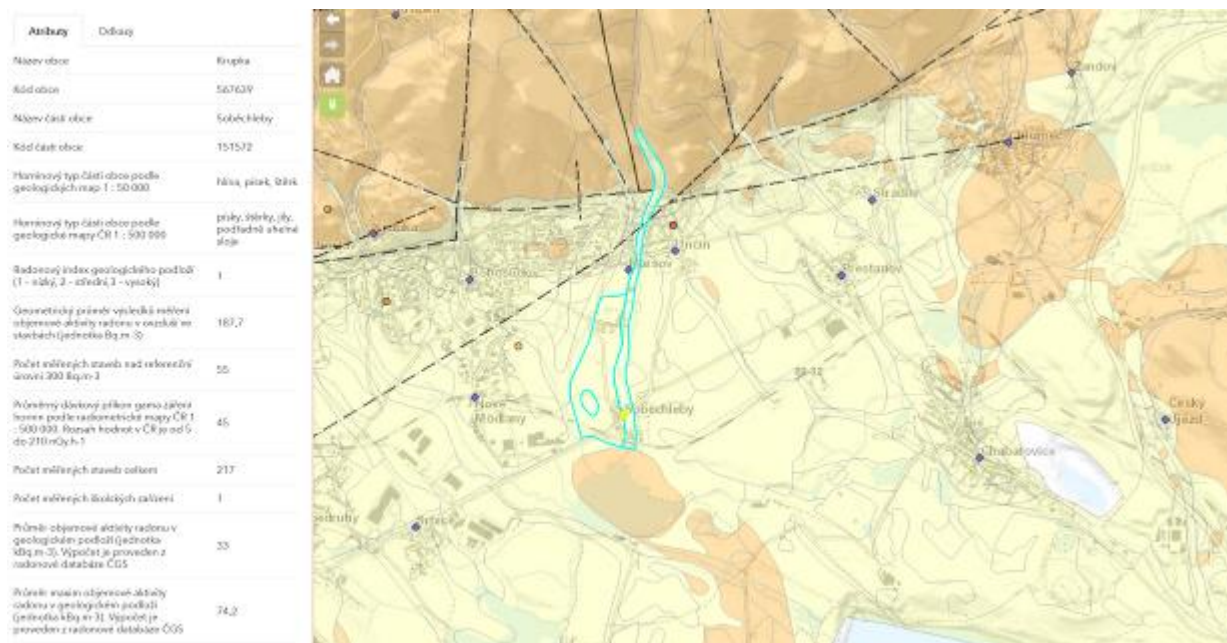 Atributy Odkazy
Název obce Krupka
Kód obce 567639
Název části obce Soběchleby
Kód části obce 151572
Horninový typ části obce podle
geologických map 1 : 50 000 hlína, písek, štěrk
Horninový typ části obce podle
geologické mapy ČR 1 : 500 000 písky, štěrky, jíly,
podřadně uhelné
sloje
Radonový index geologického podloží
(1 - nízký, 2 - střední, 3 - vysoký) 1
Geometrický průměr výsledků měření
objemové aktivity radonu v ovzduší ve
stavbách (jednotka Bq.m-3) 187,7
Počet měřených staveb nad referenční
úrovní 300 Bq.m-3 55
Průměrný dávkový příkon gama záření
hornin podle radiometrické mapy ČR 1
: 500 000. Rozsah hodnot v ČR je od 5
do 210 nGy.h-1 45
Počet měřených staveb celkem 217
Počet měřených školských zařízení 1
Průměr objemové aktivity radonu v
geologickém podloží (jednotka
kBq.m-3). Výpočet je proveden z
radonové databáze ČGS 33
Průměr maxim objemové aktivity
radonu v geologickém podloží
(jednotka kBq.m-3). Výpočet je
proveden z radonové databáze ČGS 74,2
Žandov
Stradov
Unčín
Maršov
Přestanov
Bohosudov
Nové
Modlany
Soběchleby
Český
Újezd
Chabařovice